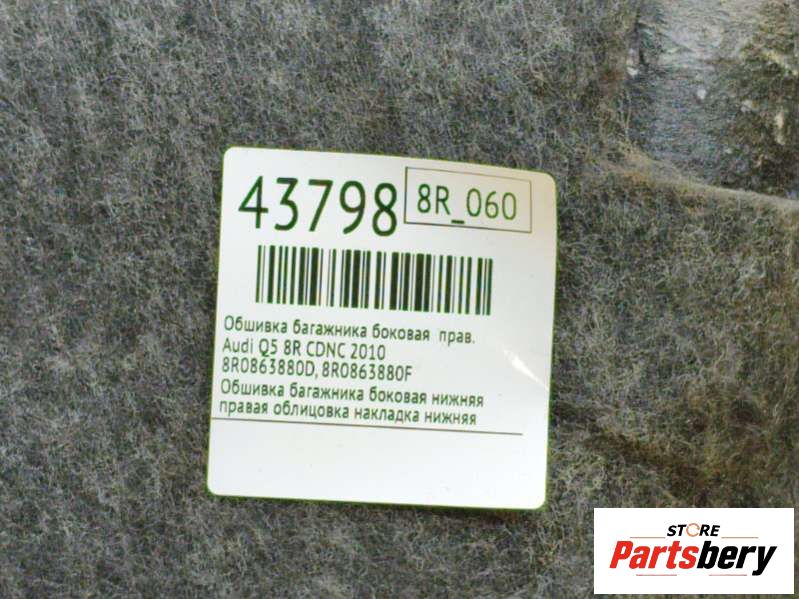 43798
8R_060
Обшивка багажника боковая прав.
Audi Q5 8R CDNC 2010
8R0863880D, 8R0863880F
Обшивка багажника боковая нижняя
правая облицовка накладка нижняя
STORE
Partsbery